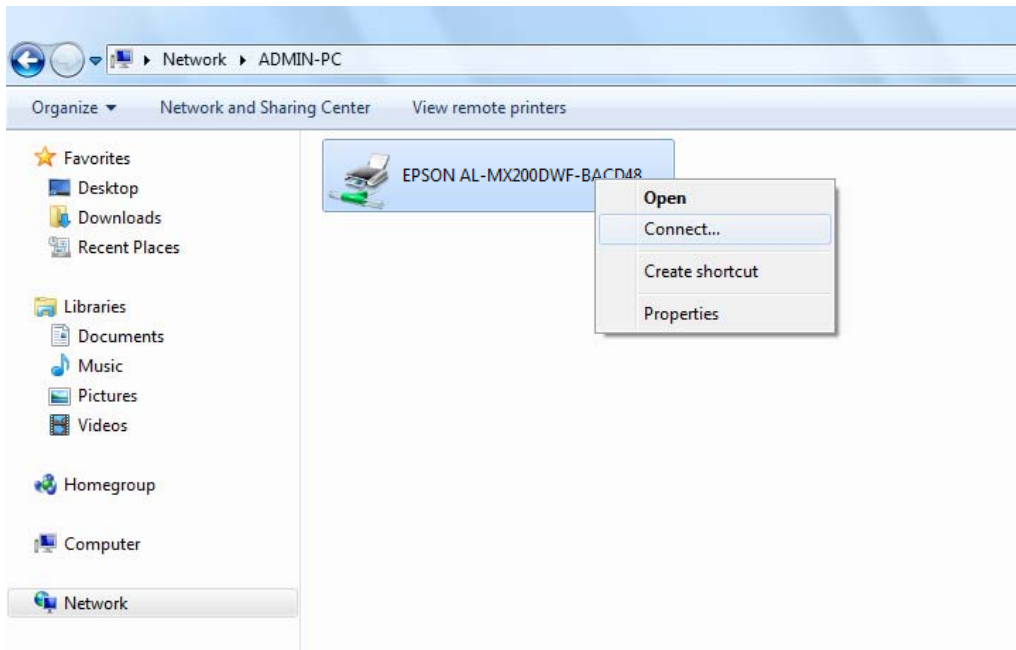 Network ADMIN-PC
Organize Network and Sharing Center View remote printers
Favorites
Desktop
Downloads
Recent Places
Libraries
Documents
Music
Pictures
Videos
Homegroup
Computer
Network
EPSON AL-MX200DWF-BACD48
Open
Connect...
Create shortcut
Properties